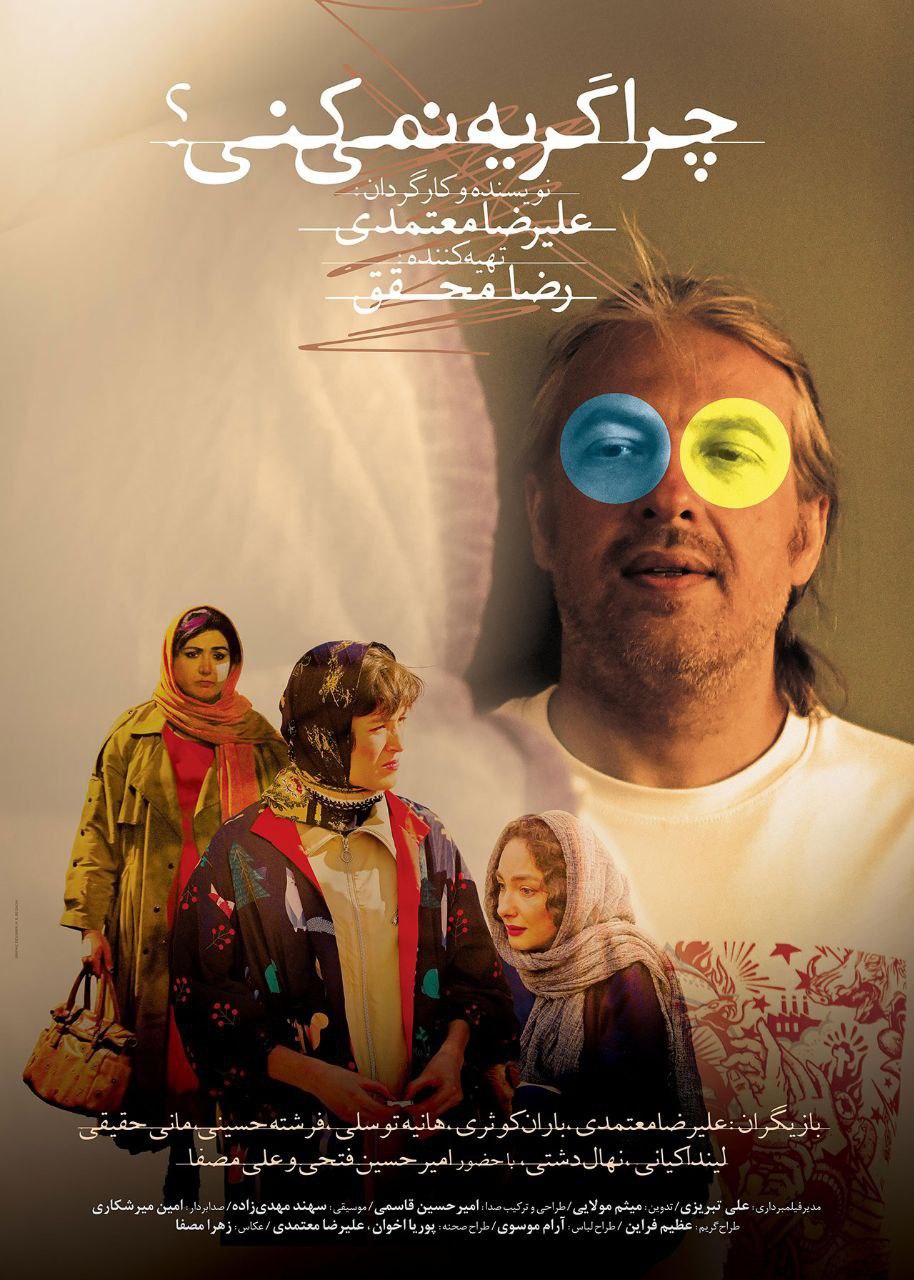 چرا گریه نمی‌کنی؟
نویسنده و کارگردان:
علیرضا معتمدی
تهیه‌کننده:
رضا محقق
بازیگران: علیرضا معتمدی، باران کوثری، هانیه توسلی، فرشته حسینی، مانی حقیقی
لیندا کیانی، نهال دشتی، با حضور امیرحسین فتحی و علی مصفا
مدیر فیلمبرداری: علی تبریزی/ تدوین: میثم مولایی/ طراحی و ترکیب صدا: امیرحسین قاسمی/ موسیقی: سهند مهدی‌زاده/ صدابردار: امین میرشکاری
طراح گریم: عظیم فراین/ طراح لباس: آرام موسوی/ طراح صحنه: پوریا اخوان، علیرضا معتمدی/ عکاس: زهرا مصفا